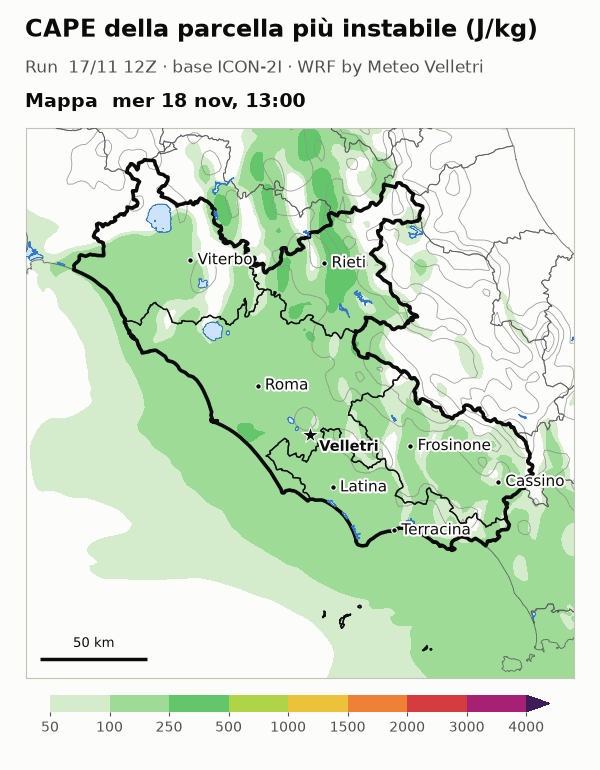 CAPE della parcella più instabile (J/kg)
Run 17/11 12Z · base ICON-2I · WRF by Meteo Velletri
Mappa mer 18 nov, 13:00
Viterbo
Rieti
Roma
Velletri
Frosinone
Latina
Cassino
Terracina
50 km
50 100 250 500 1000 1500 2000 3000 4000